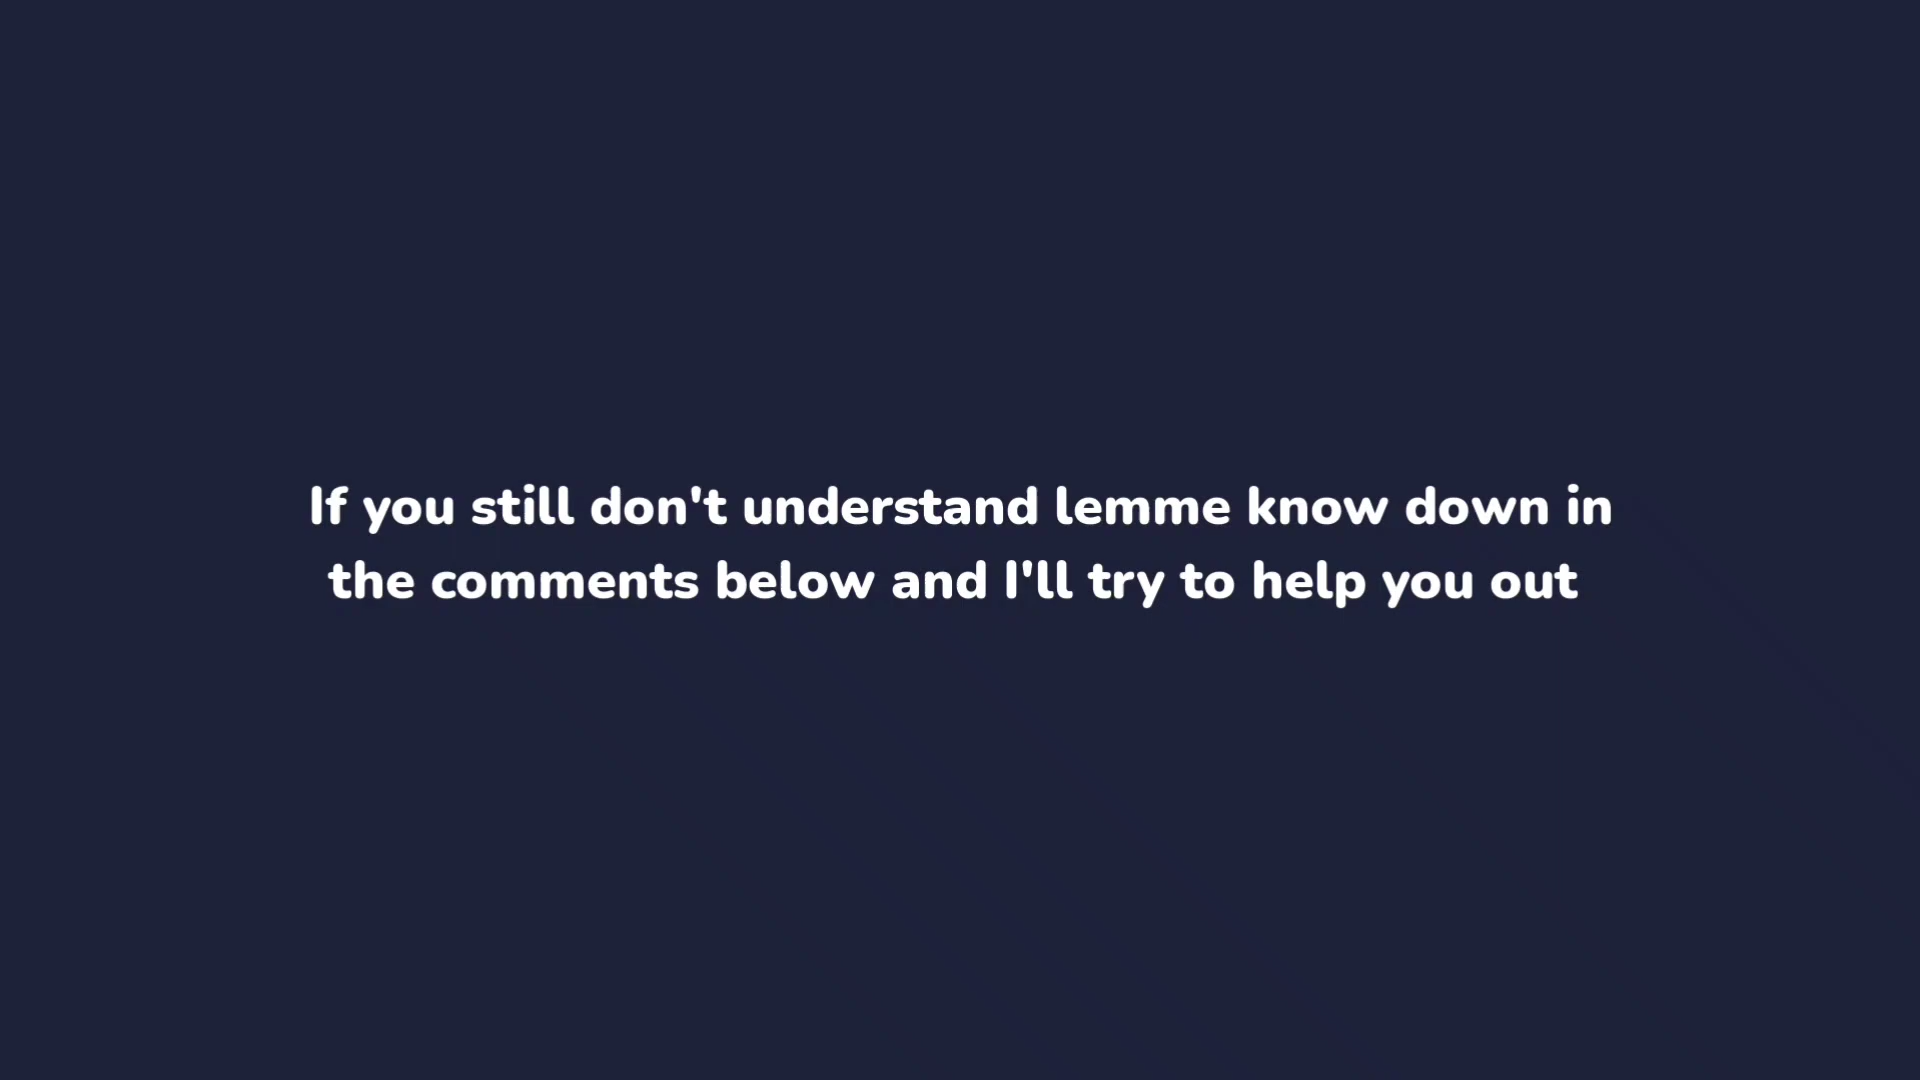 If you still don't understand lemme know down in
the comments below and I'll try to help you out